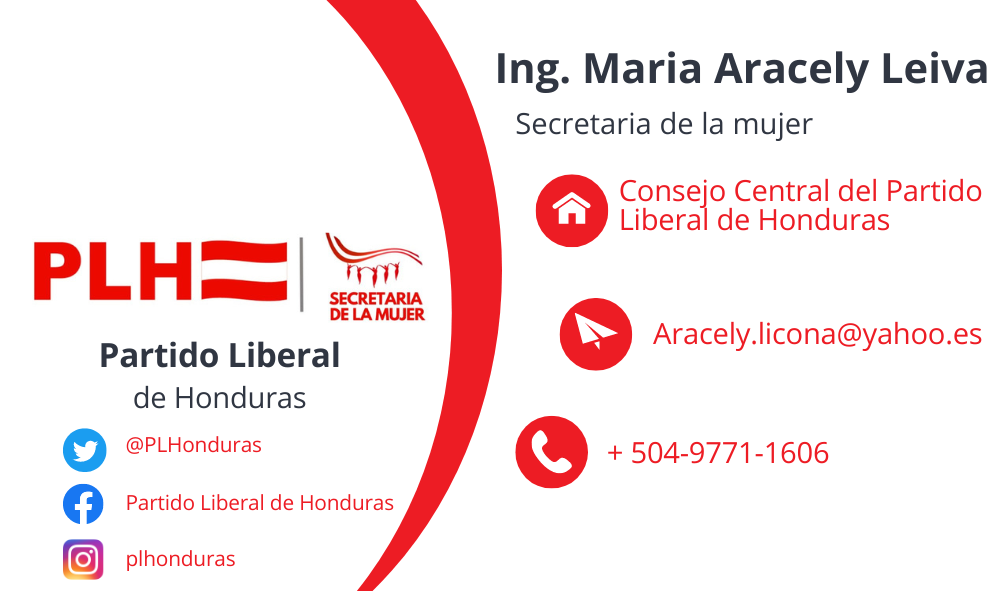 PLH
SECRETARIA
DE LA MUJER
Partido Liberal
de Honduras
@PLHonduras
Partido Liberal de Honduras
plhonduras
Ing. Maria Aracely Leiva
Secretaria de la mujer
Consejo Central del Partido
Liberal de Honduras
Aracely.licona@yahoo.es
+ 504-9771-1606